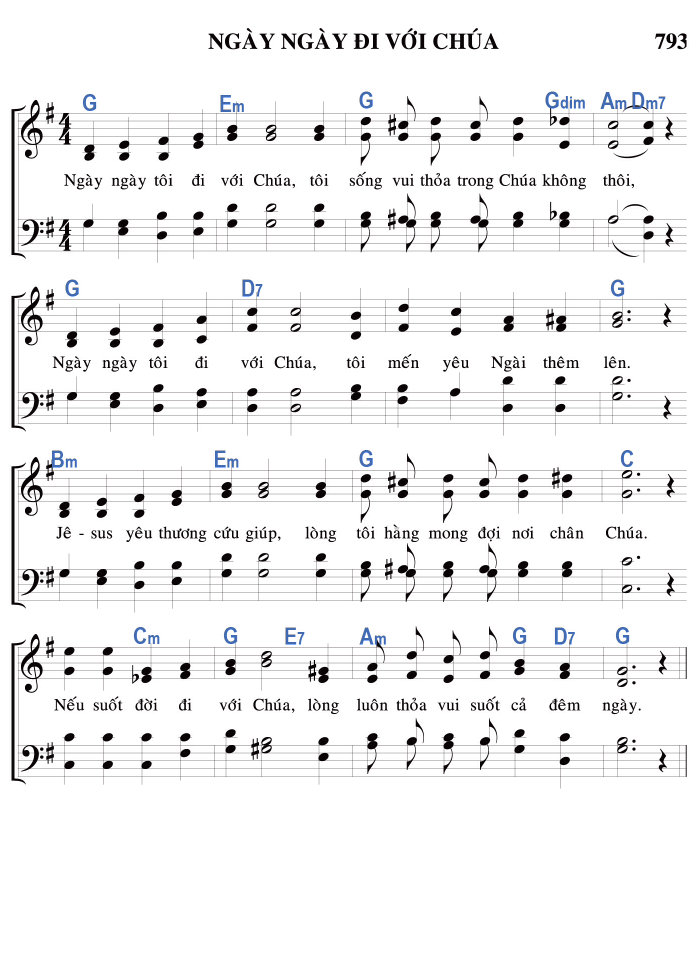 NGÀY NGÀY ĐI VỚI CHÚA 793
G Em G Gdim Am Dm7
4 4
Ngày ngày tôi đi với Chúa, tôi sống vui thỏa trong Chúa không thôi,
4 4
G D7 G
Ngày ngày tôi đi với Chúa, tôi mến yêu Ngài thêm lên.
Bm Em G C
Jê - sus yêu thương cứu giúp, lòng tôi hằng mong đợi nơi chân Chúa.
Cm G E7 Am G D7 G
Nếu suốt đời đi với Chúa, lòng luôn thỏa vui suốt cả đêm ngày.